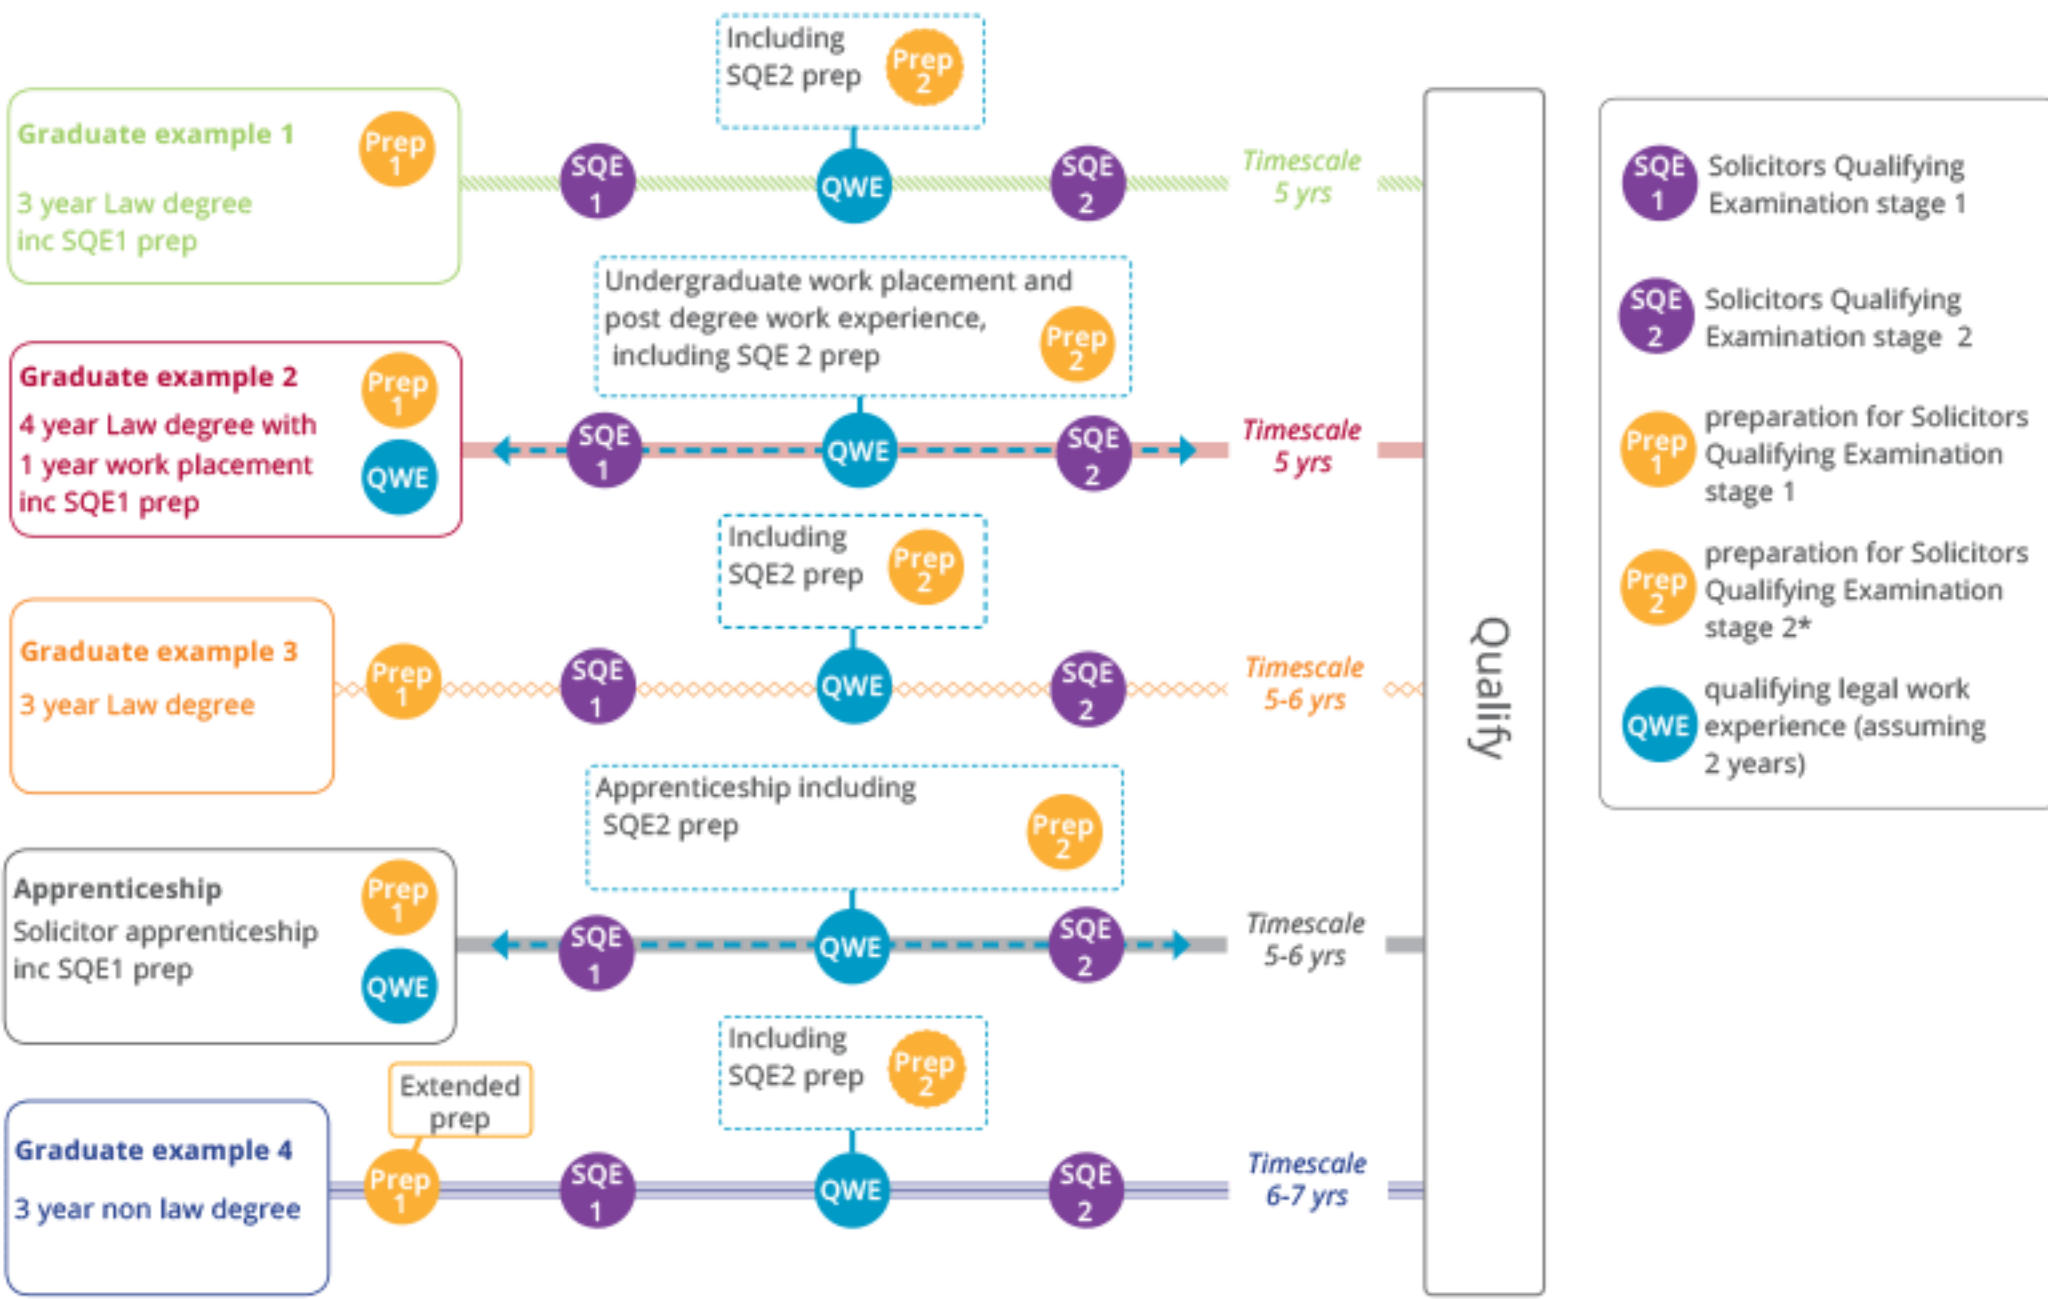 Including
SQE2 prep
Prep
2
Graduate example 1
3 year Law degree
inc SQE1 prep
Prep
1
SQE
1
QWE
SQE
2
Timescale
5 yrs
Undergraduate work placement and
post degree work experience,
including SQE 2 prep
Prep
2
Graduate example 2
4 year Law degree with
1 year work placement
inc SQE1 prep
Prep
1
QWE
SQE
1
QWE
SQE
2
Timescale
5 yrs
Including
SQE2 prep
Prep
2
Graduate example 3
3 year Law degree
Prep
1
SQE
1
QWE
SQE
2
Timescale
5-6 yrs
Apprenticeship including
SQE2 prep
Prep
2
Apprenticeship
Solicitor apprenticeship
inc SQE1 prep
Prep
1
QWE
SQE
1
QWE
SQE
2
Timescale
5-6 yrs
Including
SQE2 prep
Prep
2
Extended
prep
Graduate example 4
3 year non law degree
Prep
1
SQE
1
QWE
SQE
2
Timescale
6-7 yrs
Qualify
SQE
1
Solicitors Qualifying
Examination stage 1
SQE
2
Solicitors Qualifying
Examination stage 2
Prep
1
preparation for Solicitors
Qualifying Examination
stage 1
Prep
2
preparation for Solicitors
Qualifying Examination
stage 2*
QWE
qualifying legal work
experience (assuming
2 years)